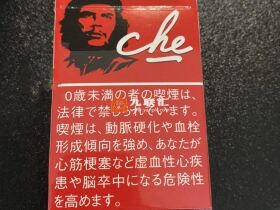 che
0歳未満の者の喫煙は、
法律で禁じられています。
喫煙は、動脈硬化や血栓
形成傾向を強め、あなたが
心筋梗塞など虚血性心疾
患や脳卒中になる危険性
を高めます。